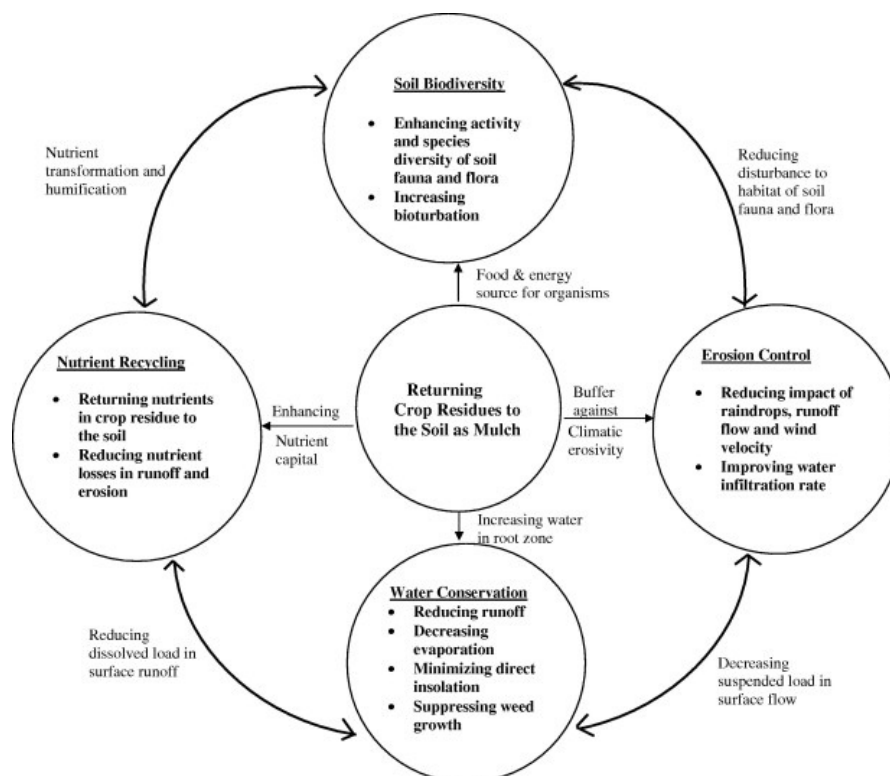 Soil Biodiversity
• Enhancing activity
and species
diversity of soil
fauna and flora
• Increasing
bioturbation
Nutrient
transformation and
humification
Reducing
disturbance to
habitat of soil
fauna and flora
Food & energy
source for organisms
Nutrient Recycling
• Returning nutrients
in crop residue to
the soil
• Reducing nutrient
losses in runoff and
erosion
Enhancing
Nutrient
capital
Returning
Crop Residues to
the Soil as Mulch
Buffer
against
Climatic
erosivity
Erosion Control
• Reducing impact of
raindrops, runoff
flow and wind
velocity
• Improving water
infiltration rate
Increasing water
in root zone
Water Conservation
• Reducing runoff
• Decreasing
evaporation
• Minimizing direct
insolation
• Suppressing weed
growth
Reducing
dissolved load in
surface runoff
Decreasing
suspended load in
surface flow